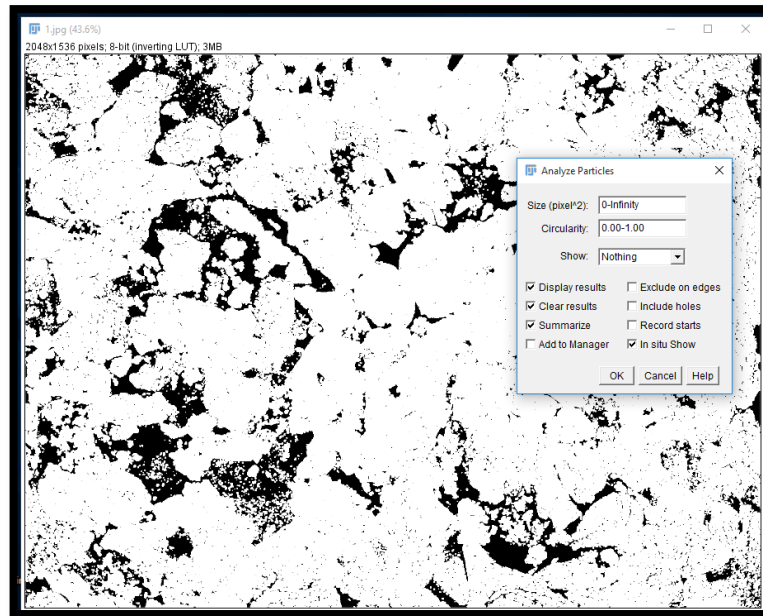 1.jpg (43.6%)
2048x1536 pixels; 8-bit (inverting LUT); 3MB
Analyze Particles
Size (pixel^2): 0-Infinity
Circularity: 0.00-1.00
Show: Nothing
Display results Exclude on edges
Clear results Include holes
Summarize Record starts
Add to Manager In situ Show
OK Cancel Help